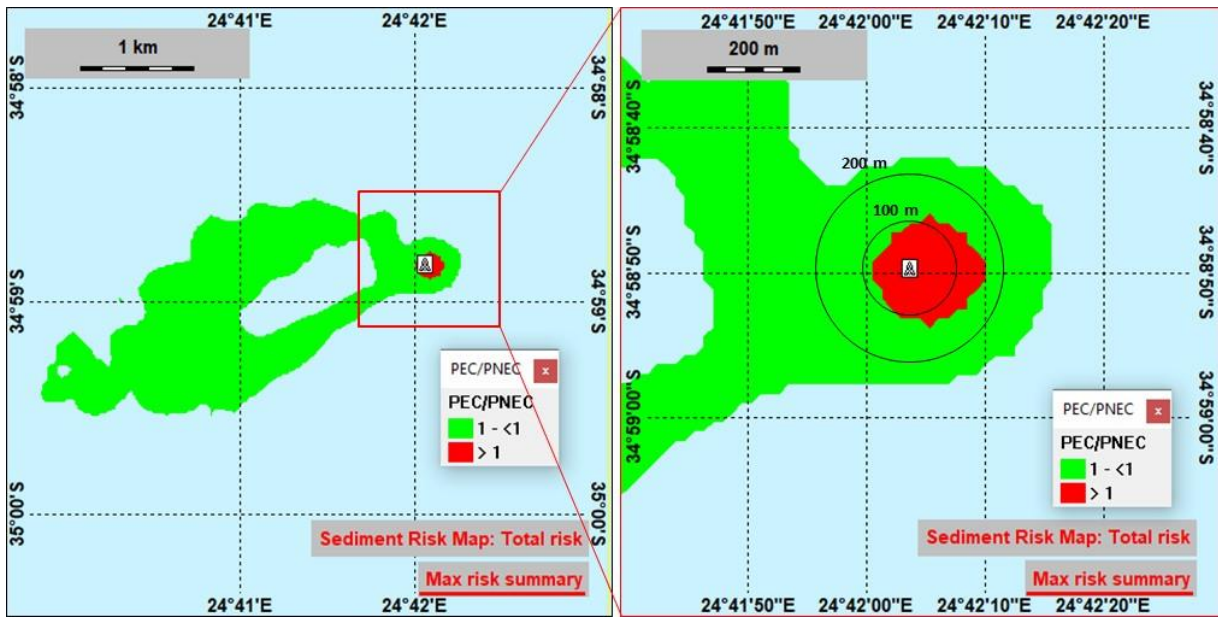 24°41'E
24°42'E
1 km
34°58'S
34°58'S
34°59'S
34°59'S
PEC/PNEC x
PEC/PNEC
1 - <1
> 1
35°00'S
35°00'S
Sediment Risk Map: Total risk
Max risk summary
24°41'E
24°42'E
24°41'50"E
24°42'00"E
24°42'10"E
24°42'20"E
200 m
34°58'40"S
34°58'40"S
200 m
100 m
34°58'50"S
34°58'50"S
PEC/PNEC x
PEC/PNEC
1 - <1
> 1
34°59'00"S
34°59'00"S
Sediment Risk Map: Total risk
Max risk summary
24°41'50"E
24°42'00"E
24°42'10"E
24°42'20"E